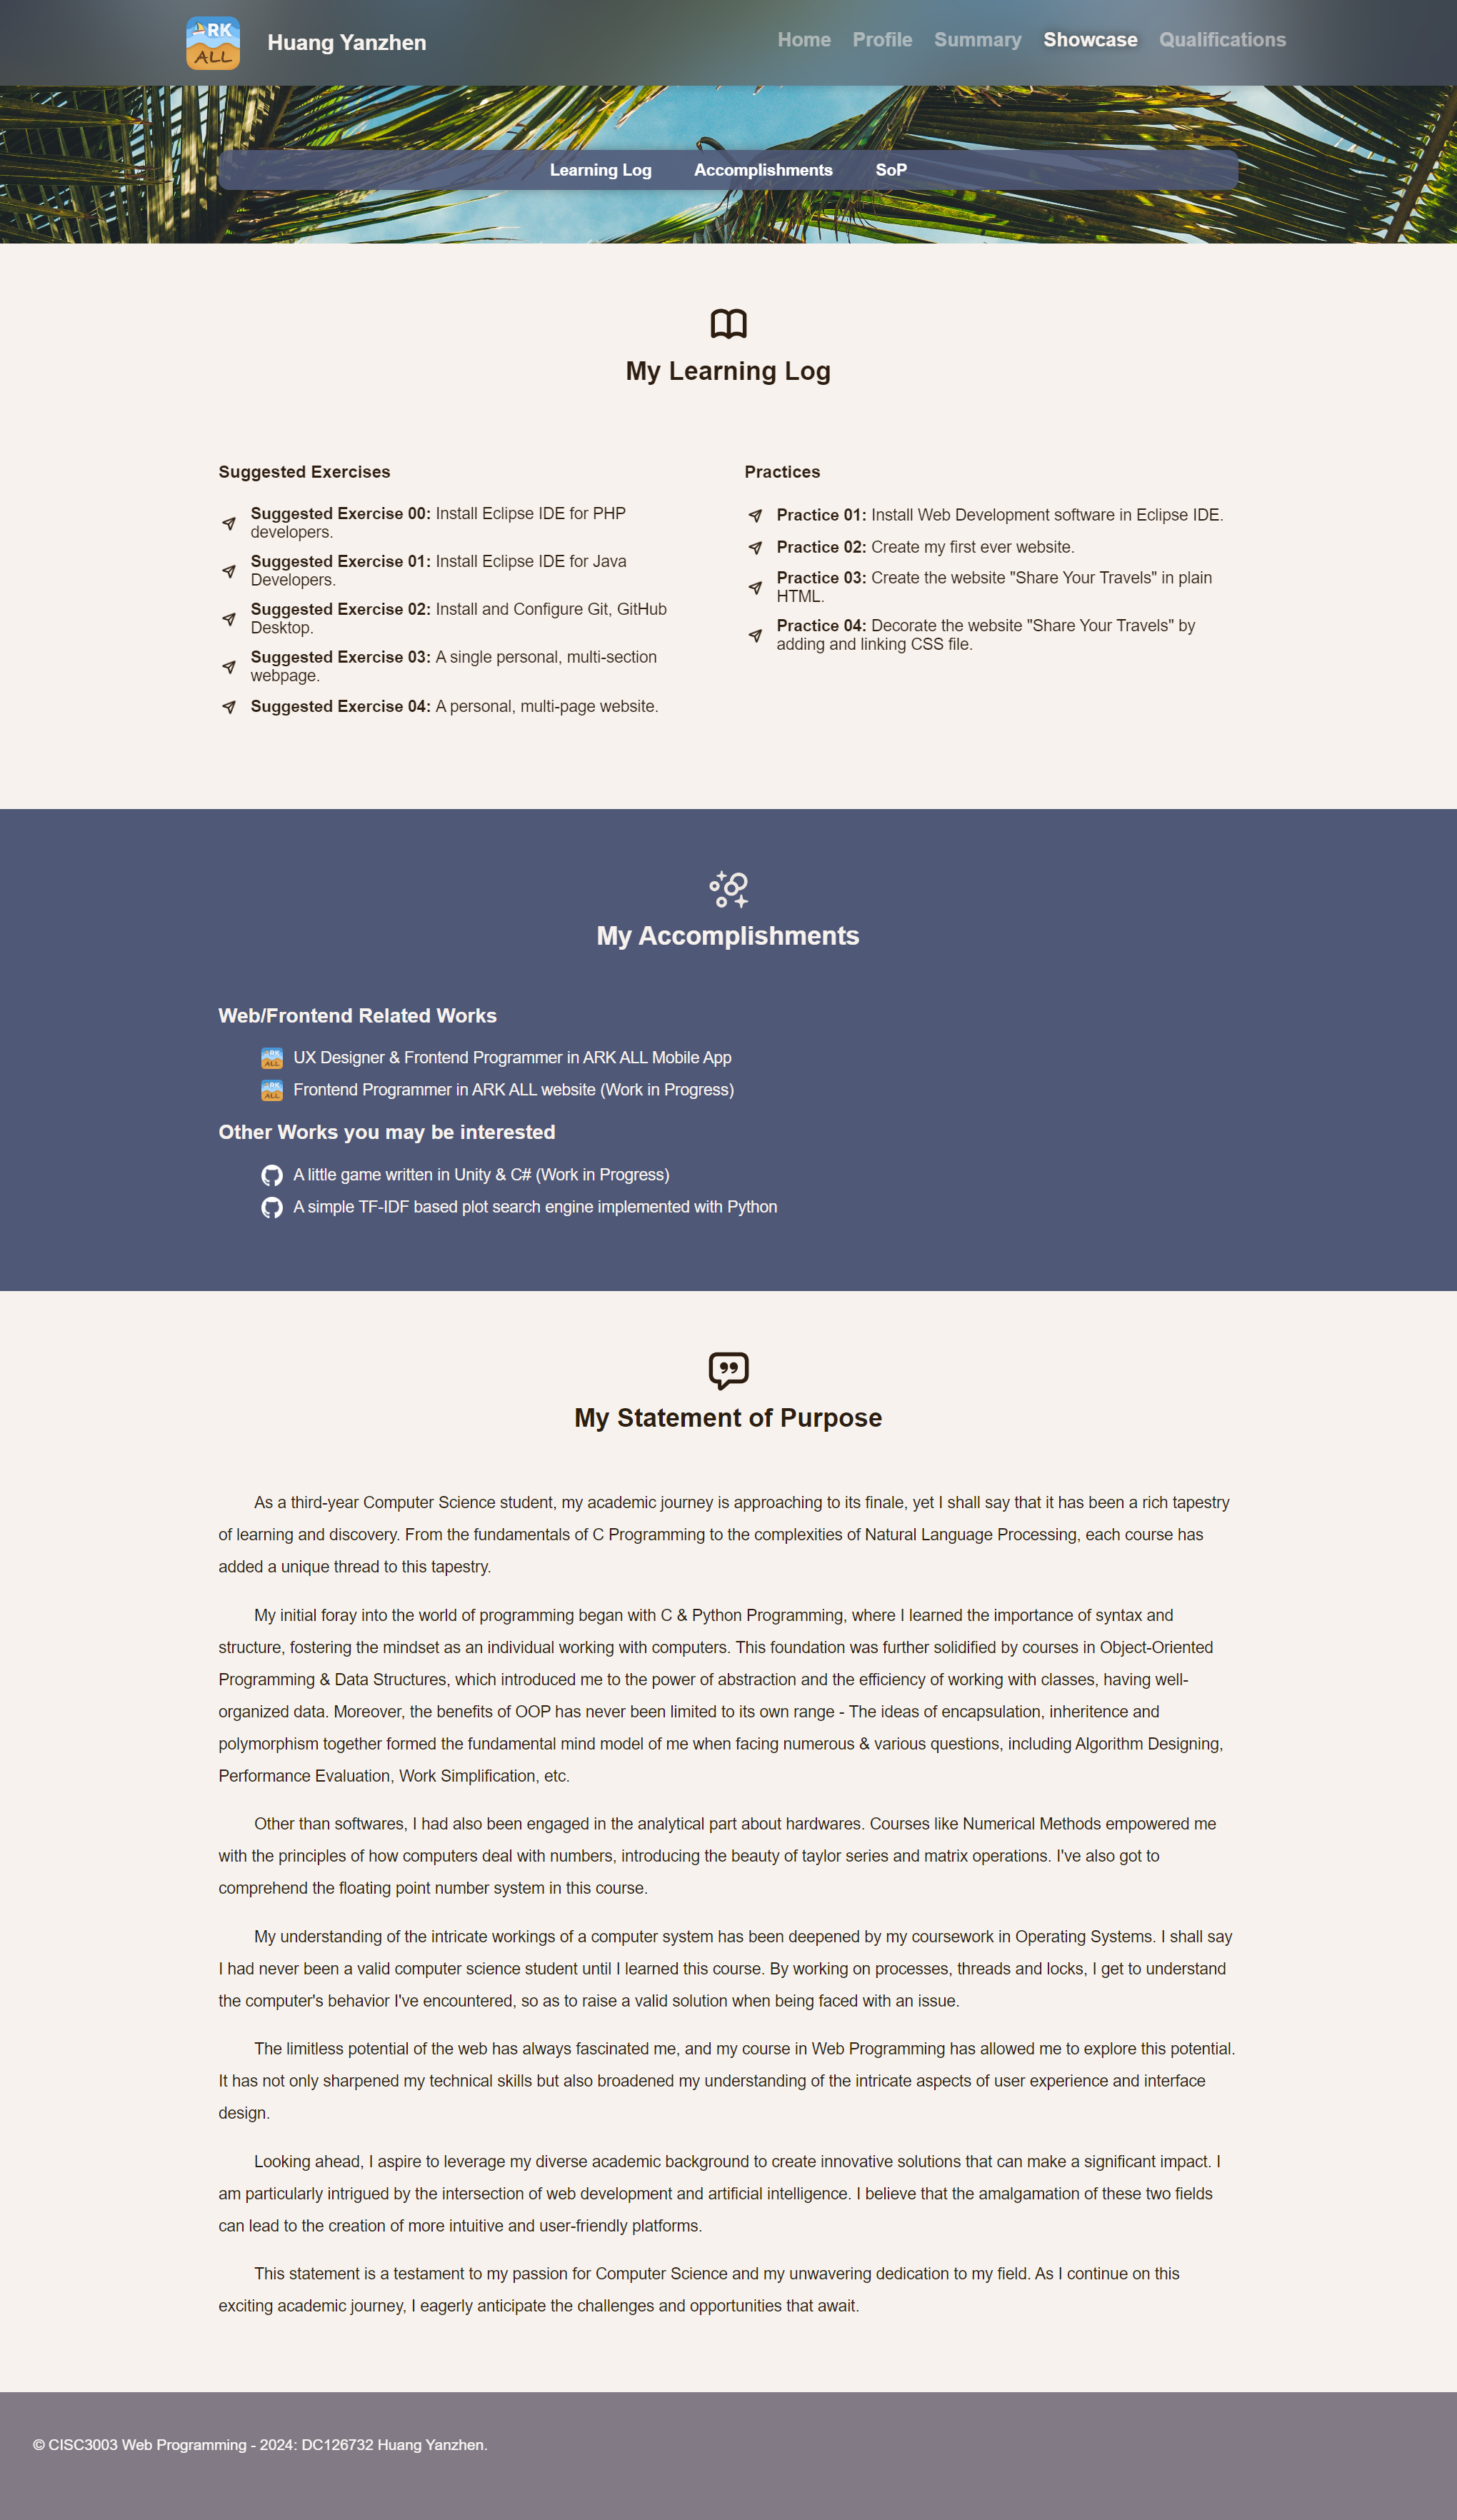 ARK
ALL
Huang Yanzhen
Home Profile Summary Showcase Qualifications
Learning Log Accomplishments SoP
My Learning Log
Suggested Exercises
Suggested Exercise 00: Install Eclipse IDE for PHP
developers.
Suggested Exercise 01: Install Eclipse IDE for Java
Developers.
Suggested Exercise 02: Install and Configure Git, GitHub
Desktop.
Suggested Exercise 03: A single personal, multi-section
webpage.
Suggested Exercise 04: A personal, multi-page website.
Practices
Practice 01: Install Web Development software in Eclipse IDE.
Practice 02: Create my first ever website.
Practice 03: Create the website "Share Your Travels" in plain
HTML.
Practice 04: Decorate the website "Share Your Travels" by
adding and linking CSS file.
My Accomplishments
Web/Frontend Related Works
ARK
ALL
UX Designer & Frontend Programmer in ARK ALL Mobile App
ARK
ALL
Frontend Programmer in ARK ALL website (Work in Progress)
Other Works you may be interested
A little game written in Unity & C# (Work in Progress)
A simple TF-IDF based plot search engine implemented with Python
My Statement of Purpose
As a third-year Computer Science student, my academic journey is approaching to its finale, yet I shall say that it has been a rich tapestry
of learning and discovery. From the fundamentals of C Programming to the complexities of Natural Language Processing, each course has
added a unique thread to this tapestry.
My initial foray into the world of programming began with C & Python Programming, where I learned the importance of syntax and
structure, fostering the mindset as an individual working with computers. This foundation was further solidified by courses in Object-Oriented
Programming & Data Structures, which introduced me to the power of abstraction and the efficiency of working with classes, having well-
organized data. Moreover, the benefits of OOP has never been limited to its own range - The ideas of encapsulation, inheritence and
polymorphism together formed the fundamental mind model of me when facing numerous & various questions, including Algorithm Designing,
Performance Evaluation, Work Simplification, etc.
Other than softwares, I had also been engaged in the analytical part about hardwares. Courses like Numerical Methods empowered me
with the principles of how computers deal with numbers, introducing the beauty of taylor series and matrix operations. I've also got to
comprehend the floating point number system in this course.
My understanding of the intricate workings of a computer system has been deepened by my coursework in Operating Systems. I shall say
I had never been a valid computer science student until I learned this course. By working on processes, threads and locks, I get to understand
the computer's behavior I've encountered, so as to raise a valid solution when being faced with an issue.
The limitless potential of the web has always fascinated me, and my course in Web Programming has allowed me to explore this potential.
It has not only sharpened my technical skills but also broadened my understanding of the intricate aspects of user experience and interface
design.
Looking ahead, I aspire to leverage my diverse academic background to create innovative solutions that can make a significant impact. I
am particularly intrigued by the intersection of web development and artificial intelligence. I believe that the amalgamation of these two fields
can lead to the creation of more intuitive and user-friendly platforms.
This statement is a testament to my passion for Computer Science and my unwavering dedication to my field. As I continue on this
exciting academic journey, I eagerly anticipate the challenges and opportunities that await.
© CISC3003 Web Programming - 2024: DC126732 Huang Yanzhen.